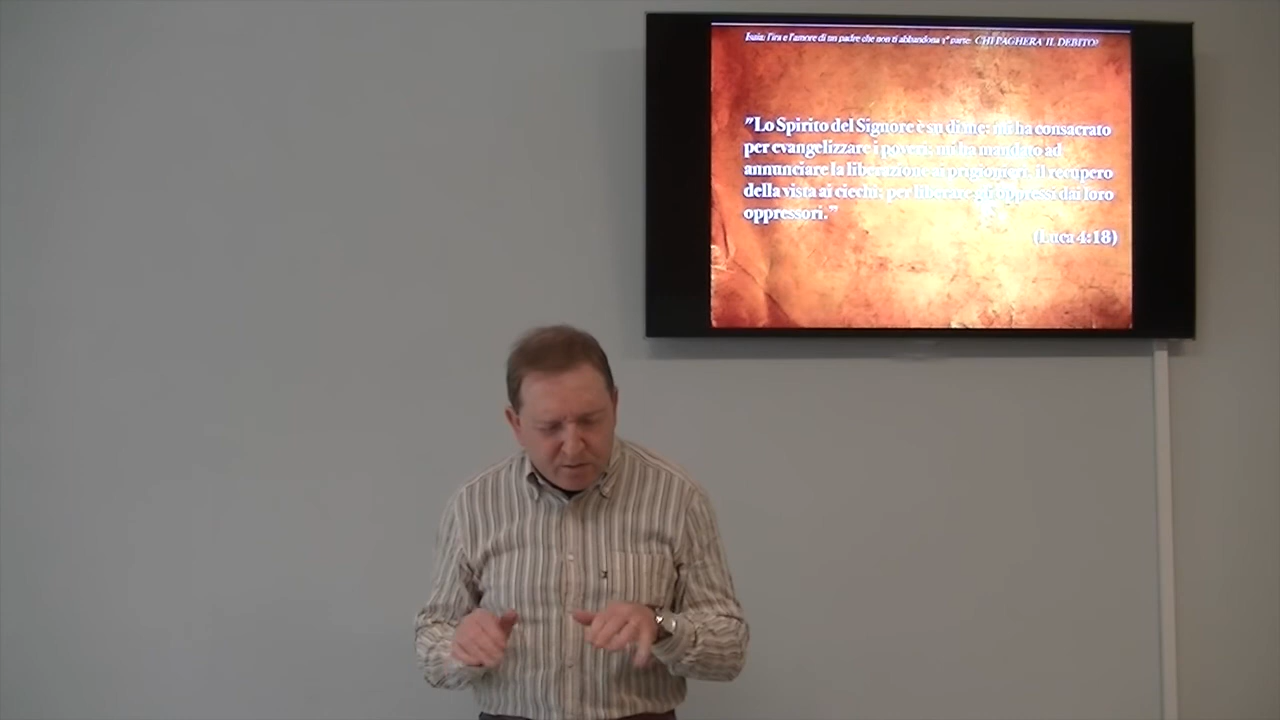 Isaia: l'ira e l'amore di un padre che non ti abbandona 3° parte: CHI PAGHERA' IL DEBITO?
"Lo Spirito del Signore è su di me: mi ha consacrato
per evangelizzare i poveri; mi ha mandato ad
annunciare la liberazione ai prigionieri, il recupero
della vista ai ciechi; per liberare gli oppressi dai loro
oppressori."
(Luca 4:18)